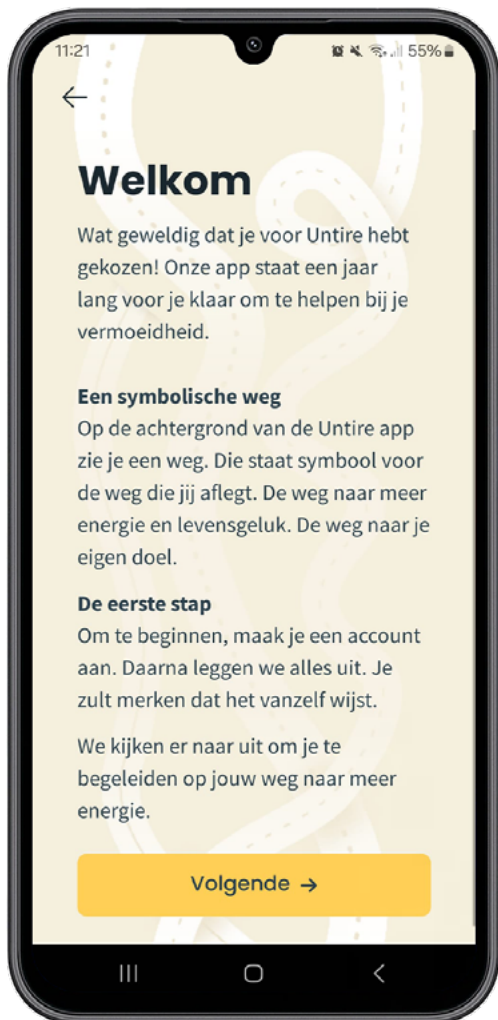 11:21
55%
Welkom
Wat geweldig dat je voor Untire hebt
gekozen! Onze app staat een jaar
lang voor je klaar om te helpen bij je
vermoeidheid.
Een symbolische weg
Op de achtergrond van de Untire app
zie je een weg. Die staat symbool voor
de weg die jij aflegt. De weg naar meer
energie en levensgeluk. De weg naar je
eigen doel.
De eerste stap
Om te beginnen, maak je een account
aan. Daarna leggen we alles uit. Je
zult merken dat het vanzelf wijst.
We kijken er naar uit om je te
begeleiden op jouw weg naar meer
energie.
Volgende →